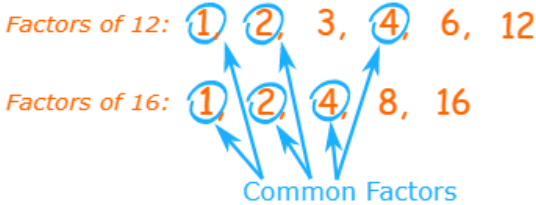 Factors of 12: 1, 2, 3, 4, 6, 12
Factors of 16: 1, 2, 4, 8, 16
Common Factors